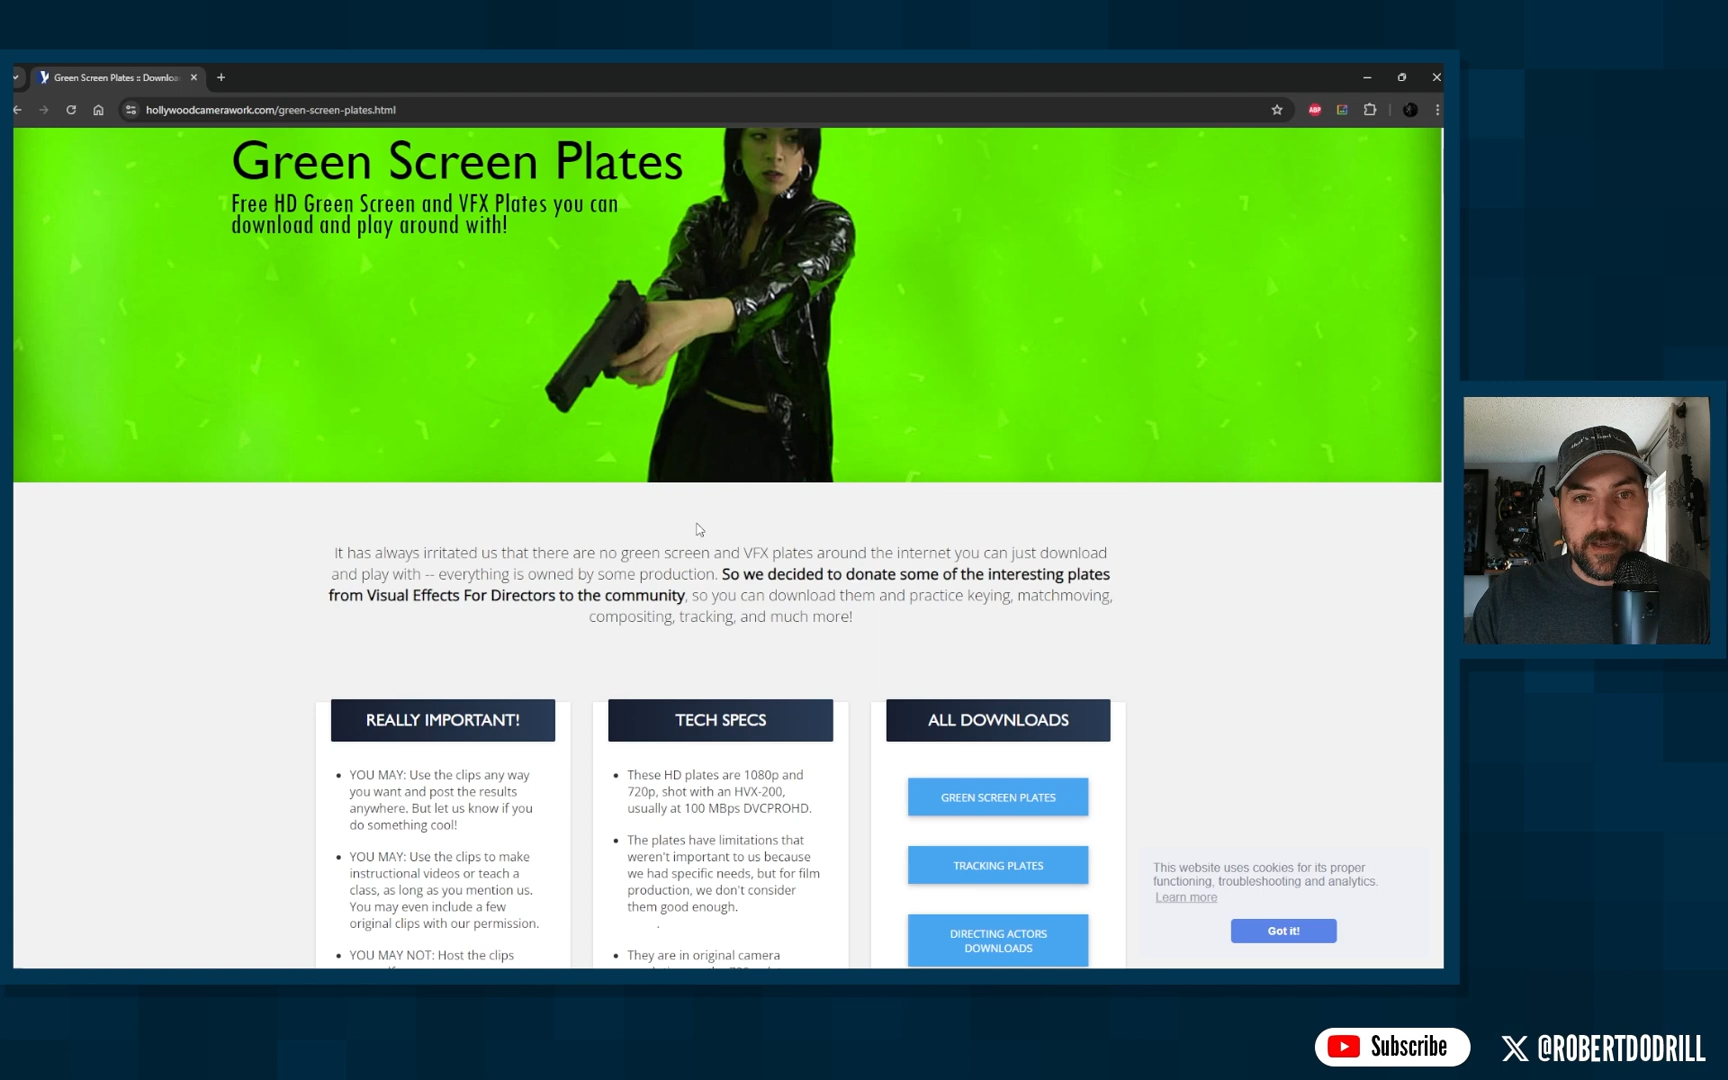 Green Screen Plates :: Downloa
hollywoodcamerawork.com/green-screen-plates.html
ABP
Green Screen Plates
Free HD Green Screen and VFX Plates you can
download and play around with!
It has always irritated us that there are no green screen and VFX plates around the internet you can just download
and play with -- everything is owned by some production. So we decided to donate some of the interesting plates
from Visual Effects For Directors to the community, so you can download them and practice keying, matchmoving,
compositing, tracking, and much more!
REALLY IMPORTANT!
YOU MAY: Use the clips any way
you want and post the results
anywhere. But let us know if you
do something cool!
YOU MAY: Use the clips to make
instructional videos or teach a
class, as long as you mention us.
You may even include a few
original clips with our permission.
YOU MAY NOT: Host the clips
TECH SPECS
These HD plates are 1080p and
720p, shot with an HVX-200,
usually at 100 MBps DVCPROHD.
The plates have limitations that
weren't important to us because
we had specific needs, but for film
production, we don't consider
them good enough.
.
They are in original camera
ALL DOWNLOADS
GREEN SCREEN PLATES
TRACKING PLATES
DIRECTING ACTORS
DOWNLOADS
This website uses cookies for its proper
functioning, troubleshooting and analytics.
Learn more
Got it!
Subscribe
@ROBERTDODRILL